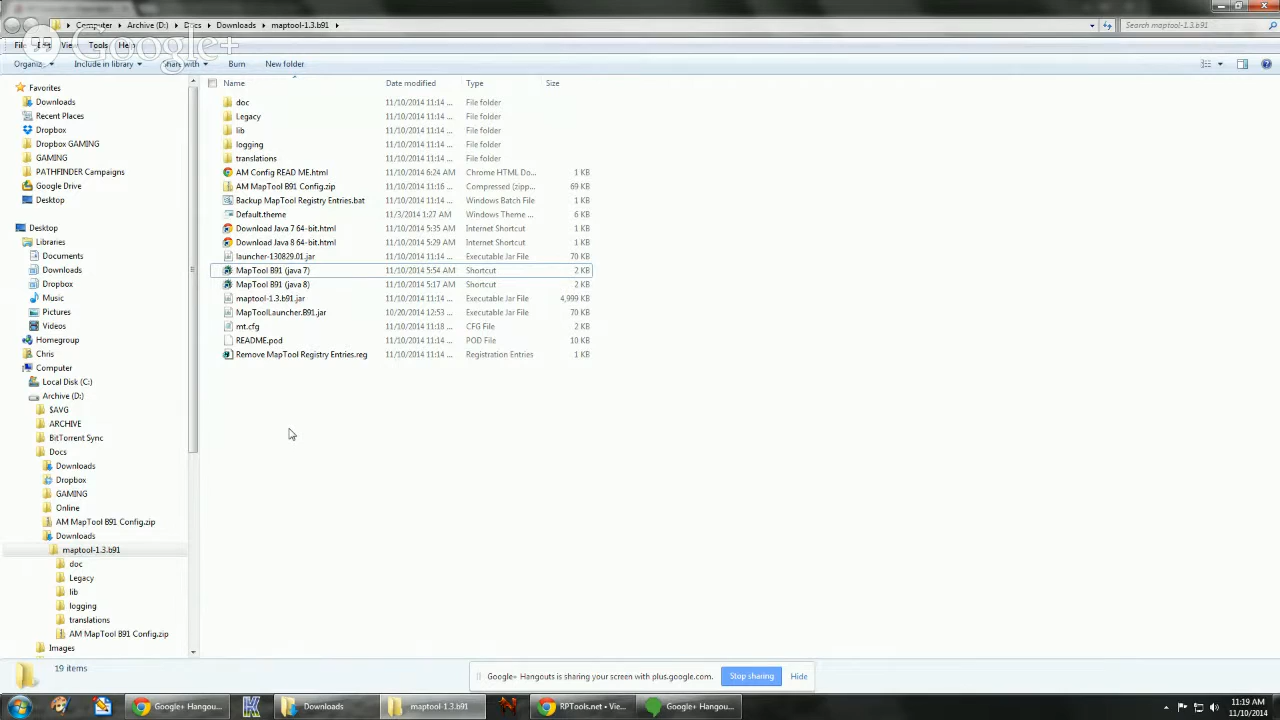 Computer ▸ Archive (D:) ▸ Docs ▸ Downloads ▸ maptool-1.3.b91 ▸
Search maptool-1.3.b91
Google+
Tools
Include in library
Share with
Burn
New folder
Name
Date modified
Type
Size
doc 11/10/2014 11:14 ... File folder
Legacy 11/10/2014 11:14 ... File folder
lib 11/10/2014 11:14 ... File folder
logging 11/10/2014 11:14 ... File folder
translations 11/10/2014 11:14 ... File folder
AM Config READ ME.html 11/10/2014 6:24 AM Chrome HTML Do... 1 KB
AM MapTool B91 Config.zip 11/10/2014 11:16 ... Compressed (zipp... 69 KB
Backup MapTool Registry Entries.bat 11/10/2014 11:14 ... Windows Batch File 1 KB
Default.theme 11/3/2014 1:27 AM Windows Theme ... 6 KB
Download Java 7 64-bit.html 11/10/2014 5:35 AM Internet Shortcut 1 KB
Download Java 8 64-bit.html 11/10/2014 5:29 AM Internet Shortcut 1 KB
launcher-130829.01.jar 11/10/2014 11:14 ... Executable Jar File 70 KB
MapTool B91 (java 7) 11/10/2014 5:54 AM Shortcut 2 KB
MapTool B91 (java 8) 11/10/2014 5:17 AM Shortcut 2 KB
maptool-1.3.b91.jar 11/10/2014 11:14 ... Executable Jar File 4,999 KB
MapToolLauncher.B91.jar 10/20/2014 12:53 ... Executable Jar File 70 KB
mt.cfg 11/10/2014 11:18 ... CFG File 2 KB
README.pod 11/10/2014 11:14 ... POD File 10 KB
Remove MapTool Registry Entries.reg 11/10/2014 11:14 ... Registration Entries 1 KB
Favorites
Downloads
Recent Places
Dropbox
Dropbox GAMING
GAMING
PATHFINDER Campaigns
Google Drive
Desktop
Desktop
Libraries
Documents
Downloads
Dropbox
Music
Pictures
Videos
Homegroup
Chris
Computer
Local Disk (C:)
Archive (D:)
$AVG
ARCHIVE
BitTorrent Sync
Docs
Downloads
Dropbox
GAMING
Online
AM MapTool B91 Config.zip
Downloads
maptool-1.3.b91
doc
Legacy
lib
logging
translations
AM MapTool B91 Config.zip
Images
19 items
Google+ Hangouts is sharing your screen with plus.google.com.
Stop sharing
Hide
Google+ Hangou...
Downloads
maptool-1.3.b91
RPTools.net • Vie...
Google+ Hangou...
11:19 AM
11/10/2014